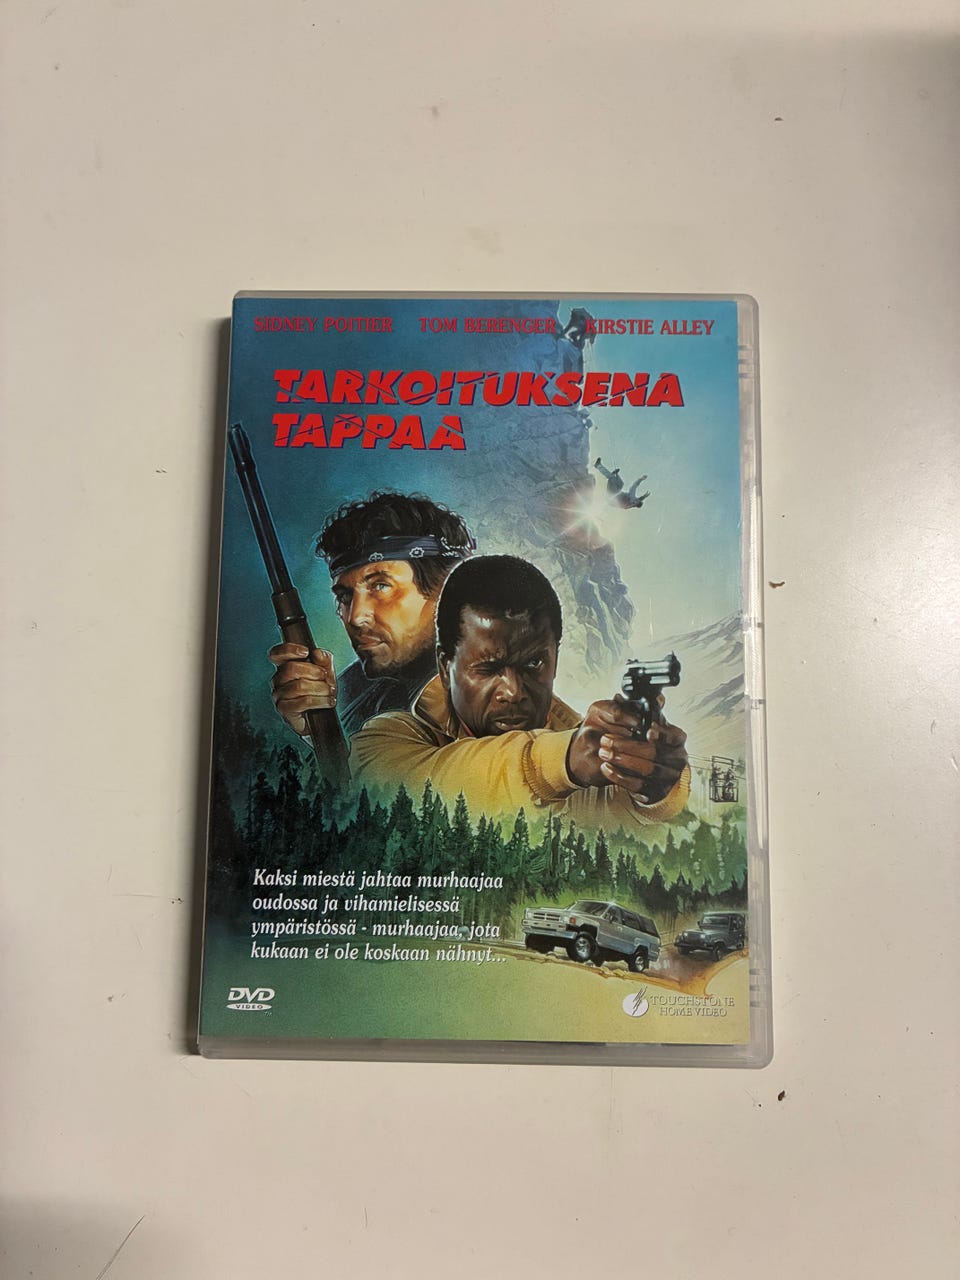 SIDNEY POITIER TOM BERENGER KIRSTIE ALLEY
TARKOITUKSENA
TAPPAA
Kaksi miestä jahtaa murhaajaa
oudossa ja vihamielisessä
ympäristössä - murhaajaa, jota
kukaan ei ole koskaan nähnyt...
DVD
VIDEO
TOUCHSTONE
HOME VIDEO